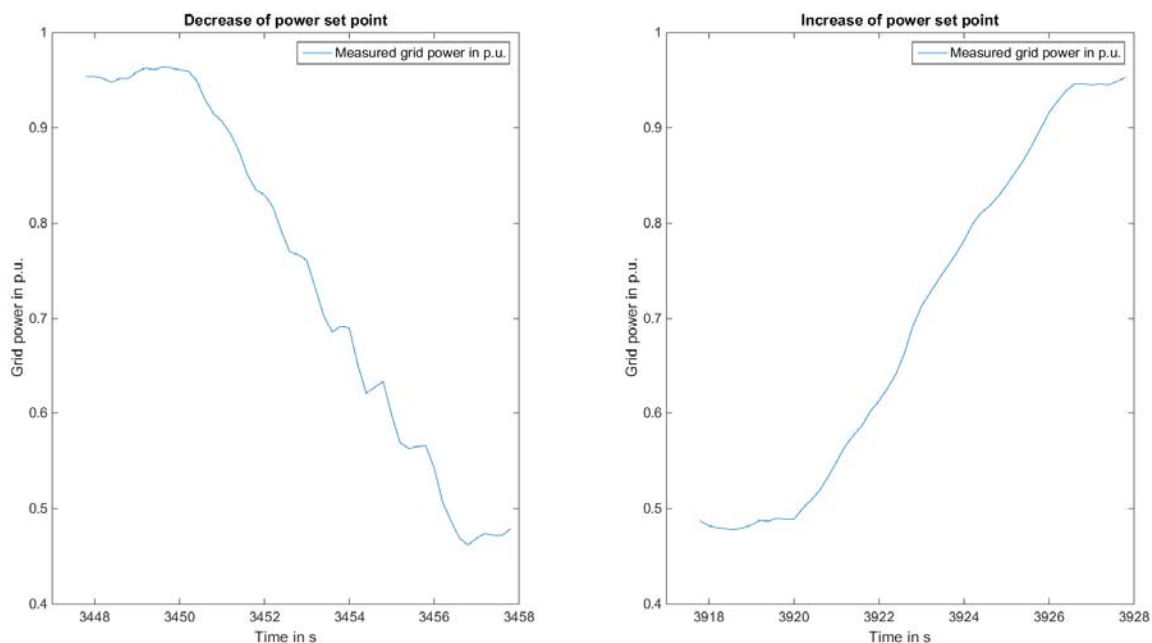 Decrease of power set point
Measured grid power in p.u.
Grid power in p.u.
1
0.9
0.8
0.7
0.6
0.5
0.4
3448 3450 3452 3454 3456 3458
Time in s
Increase of power set point
Measured grid power in p.u.
Grid power in p.u.
1
0.9
0.8
0.7
0.6
0.5
0.4
3918 3920 3922 3924 3926 3928
Time in s